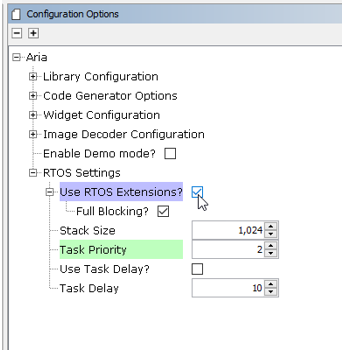 Configuration Options
Aria
Library Configuration
Code Generator Options
Widget Configuration
Image Decoder Configuration
Enable Demo mode?
RTOS Settings
Use RTOS Extensions?
Full Blocking?
Stack Size 1,024
Task Priority 2
Use Task Delay?
Task Delay 10